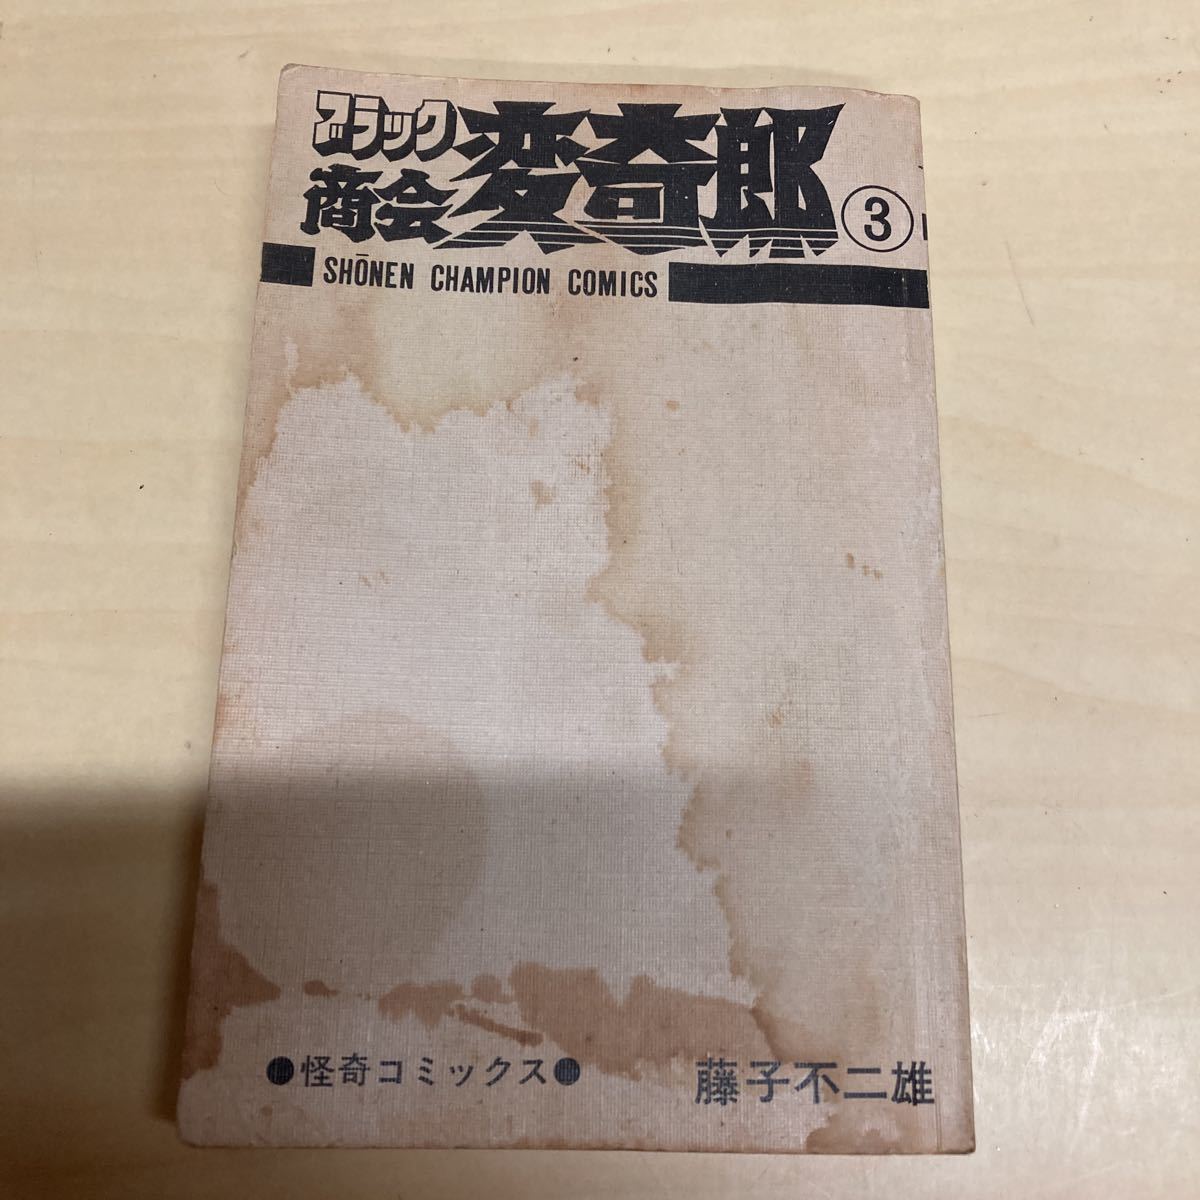 ブラック
商会 変奇郎 ③
SHŌNEN CHAMPION COMICS
●怪奇コミックス● 藤子不二雄